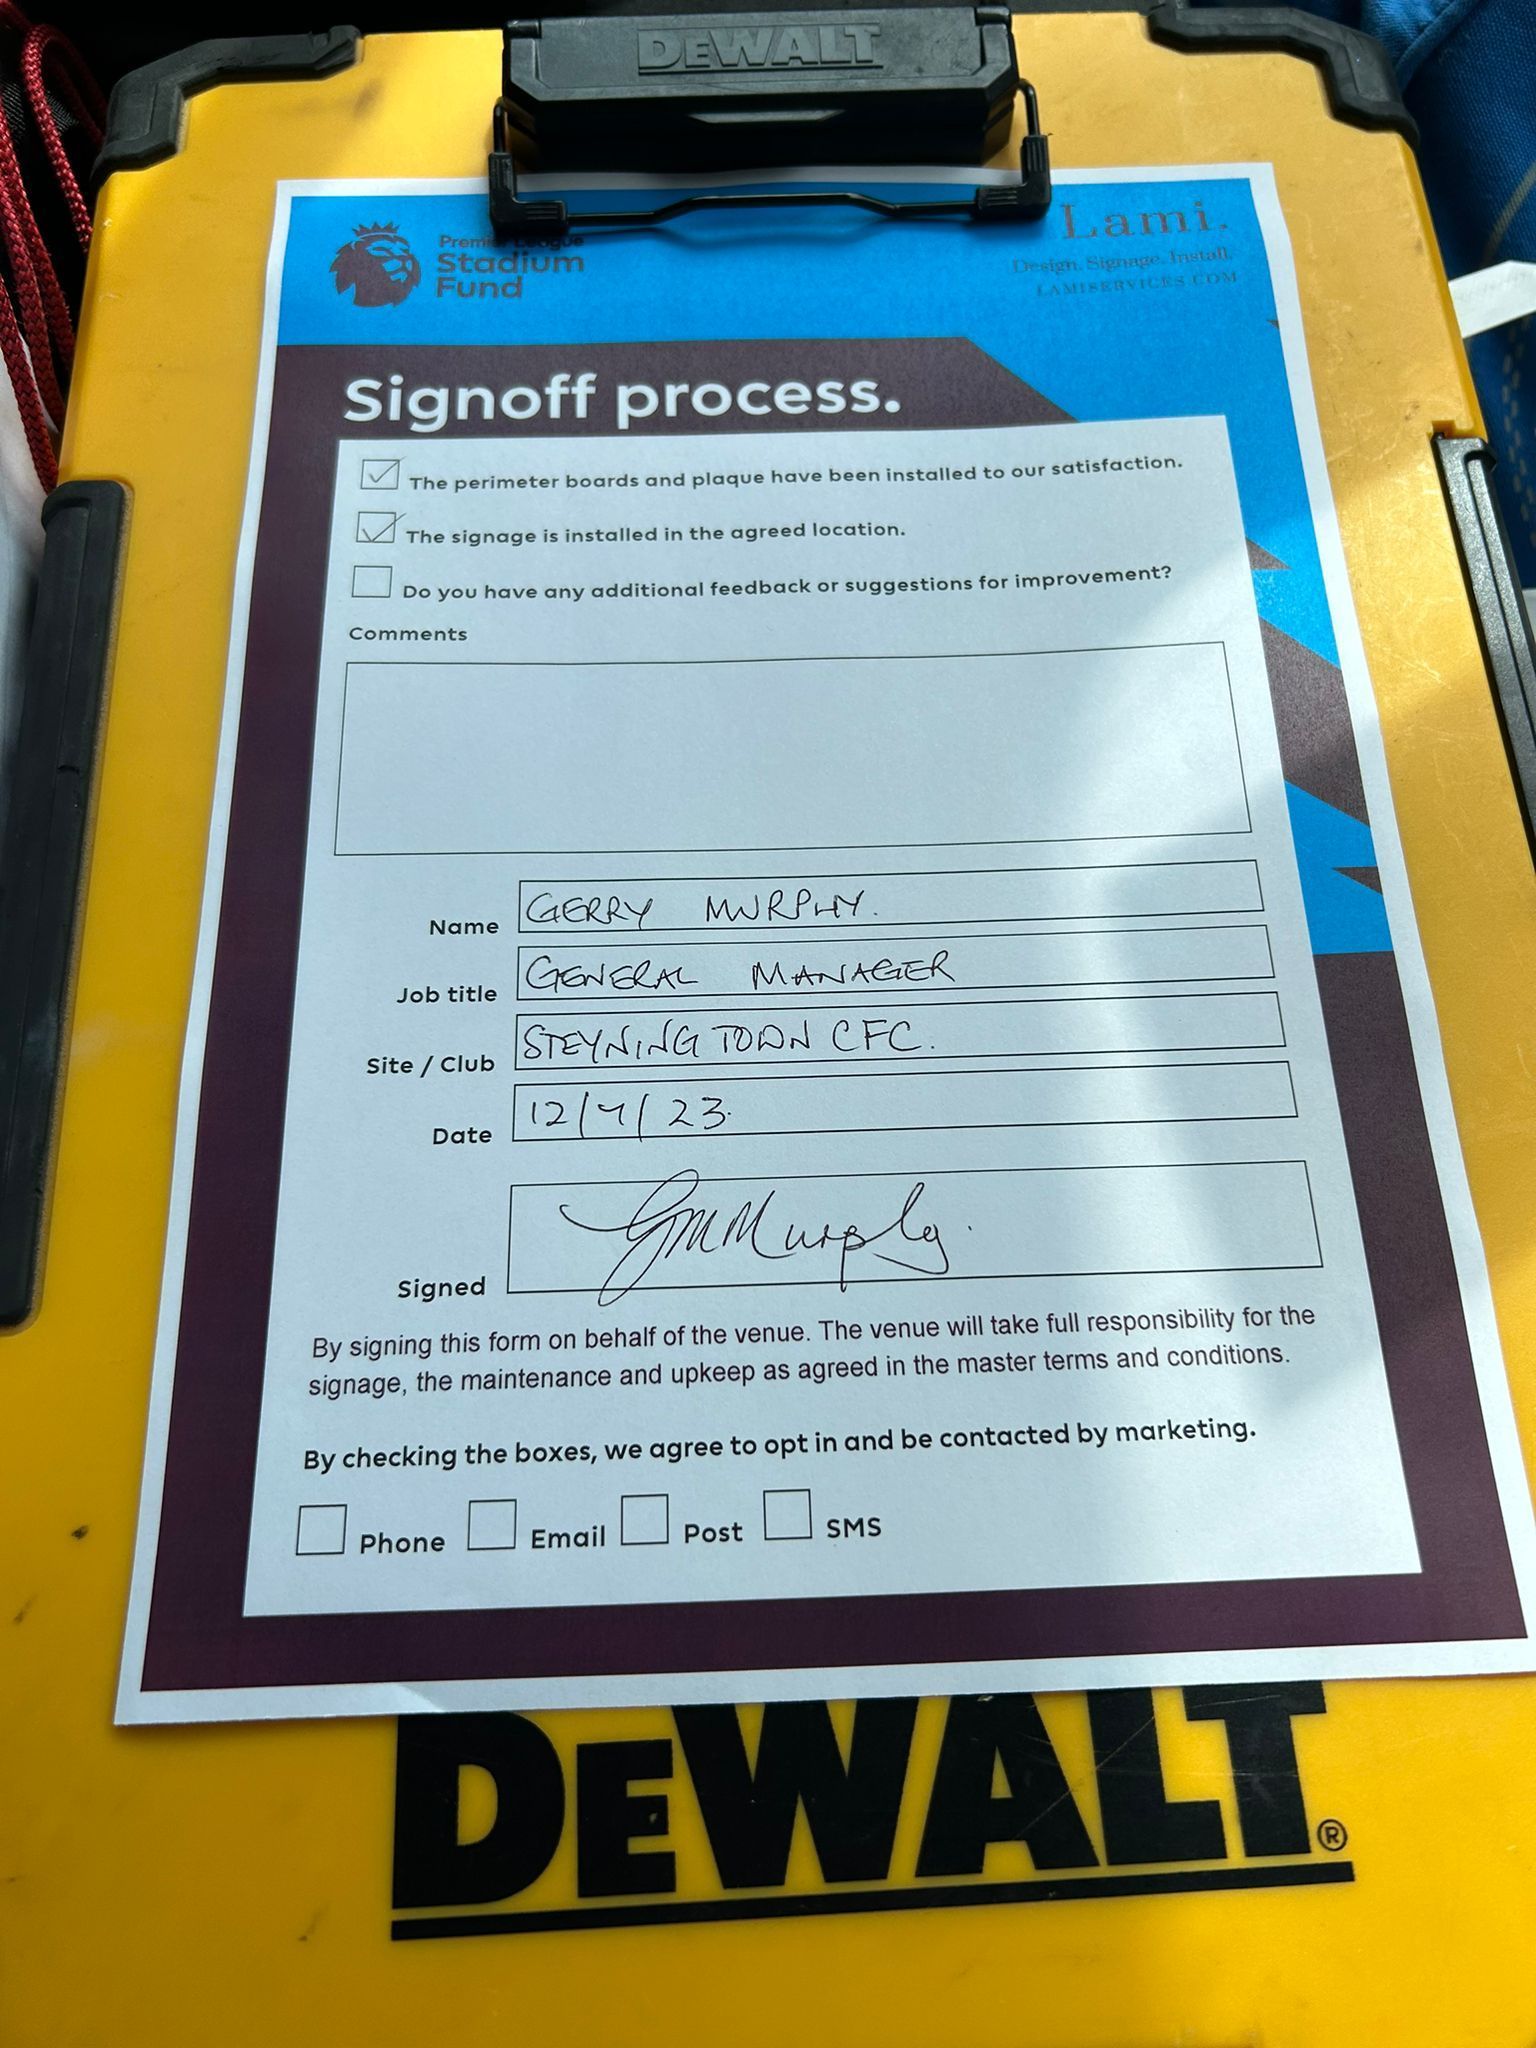 DEWALT
Premier League
Stadium
Fund
Lami.
Design. Signage. Install.
LAMISERVICES.COM
Signoff process.
The perimeter boards and plaque have been installed to our satisfaction.
The signage is installed in the agreed location.
Do you have any additional feedback or suggestions for improvement?
Comments
Name GERRY MURPHY.
Job title GENERAL MANAGER
Site / Club STEYNING TOWN CFC.
Date 12/7/23.
Signed GMMurphy.
By signing this form on behalf of the venue. The venue will take full responsibility for the
signage, the maintenance and upkeep as agreed in the master terms and conditions.
By checking the boxes, we agree to opt in and be contacted by marketing.
Phone Email Post SMS
DEWALT®